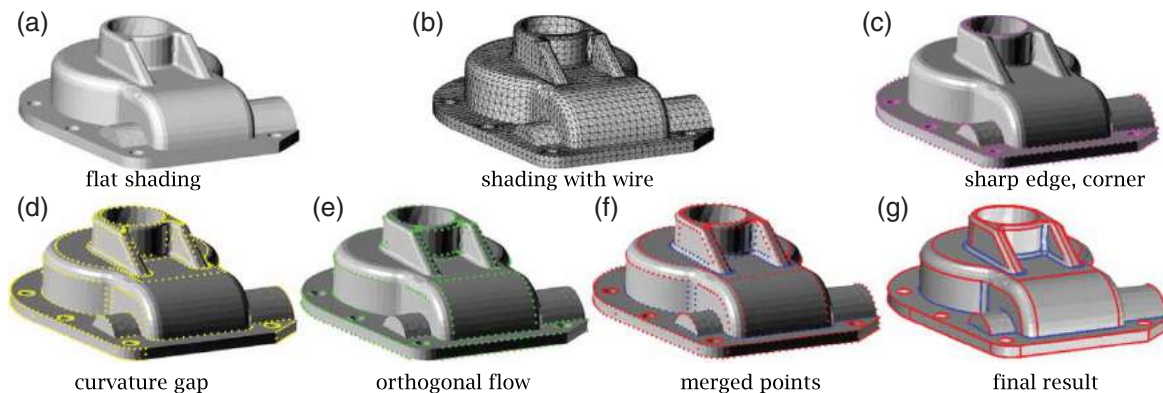 (a)
(b)
(c)
flat shading
shading with wire
sharp edge, corner
(d)
(e)
(f)
(g)
curvature gap
orthogonal flow
merged points
final result